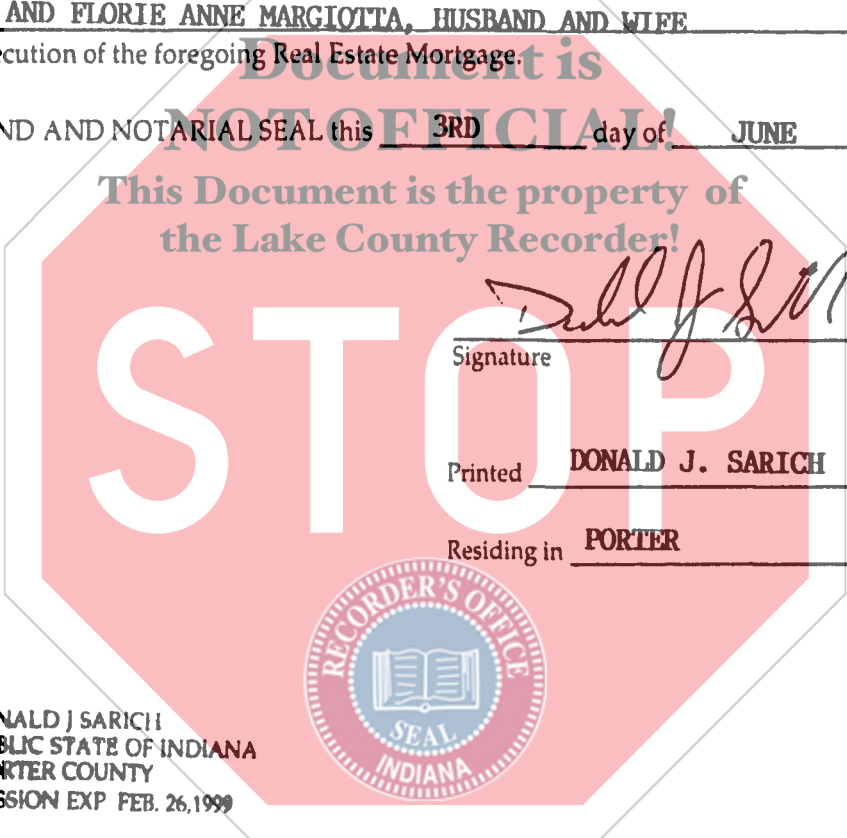 AND FLORIE ANNE MARGIOTTA, HUSBAND AND WIFE
ecution of the foregoing Real Estate Mortgage.
Document is
NOT OFFICIAL!
ND AND NOTARIAL SEAL this 3RD day of JUNE
This Document is the property of
the Lake County Recorder!
STOP
Signature
Printed DONALD J. SARICH
Residing in PORTER
RECORDER'S OFFICE
SEAL
INDIANA
NALD J SARICH
BLIC STATE OF INDIANA
RTER COUNTY
SSION EXP FEB. 26,1999